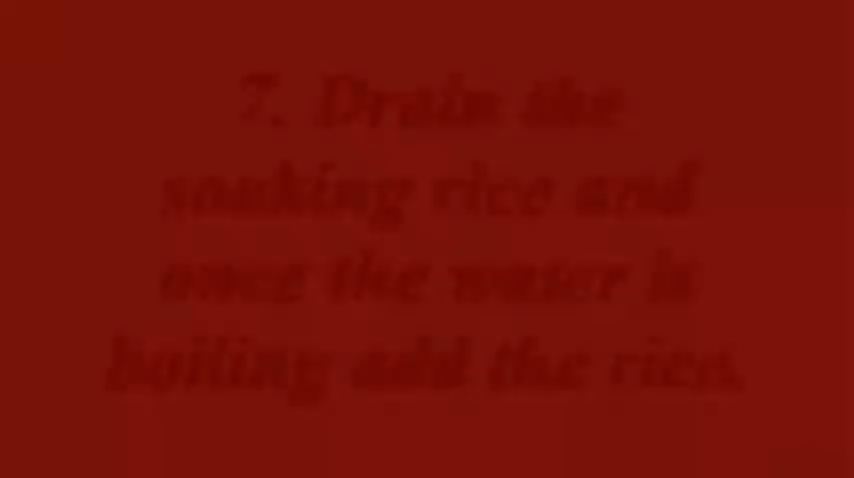 7. Drain the
soaking rice and
once the water is
boiling add the rice.